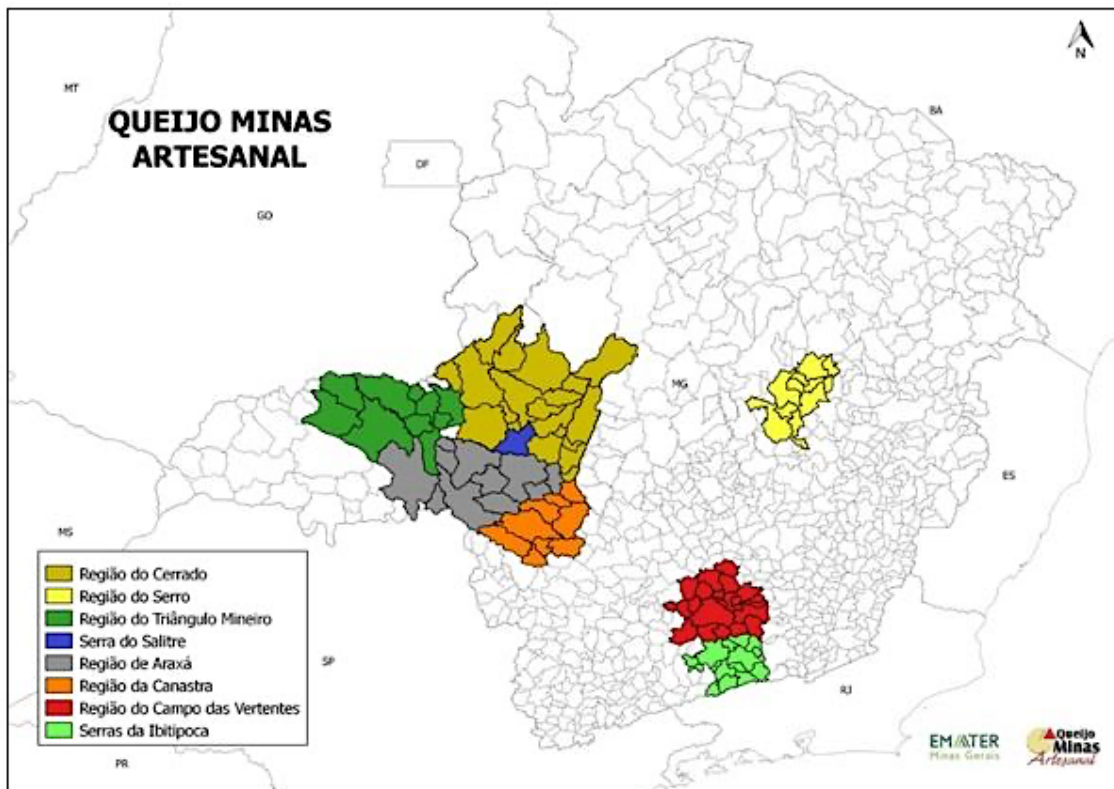 QUEIJO MINAS
ARTESANAL
N
MT
BA
DF
GO
MG
ES
MS
SP
RJ
PR
Região do Cerrado
Região do Serro
Região do Triângulo Mineiro
Serra do Salitre
Região de Araxá
Região da Canastra
Região do Campo das Vertentes
Serras da Ibitipoca
EMATER
Minas Gerais
Queijo
Minas
Artesanal